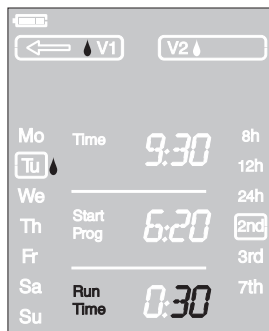 V1 V2
Mo Time 9:30 8h
Tu 12h
We 24h
Th Start Prog 6:20 2nd
Fr 3rd
Sa Run Time 0:30 7th
Su